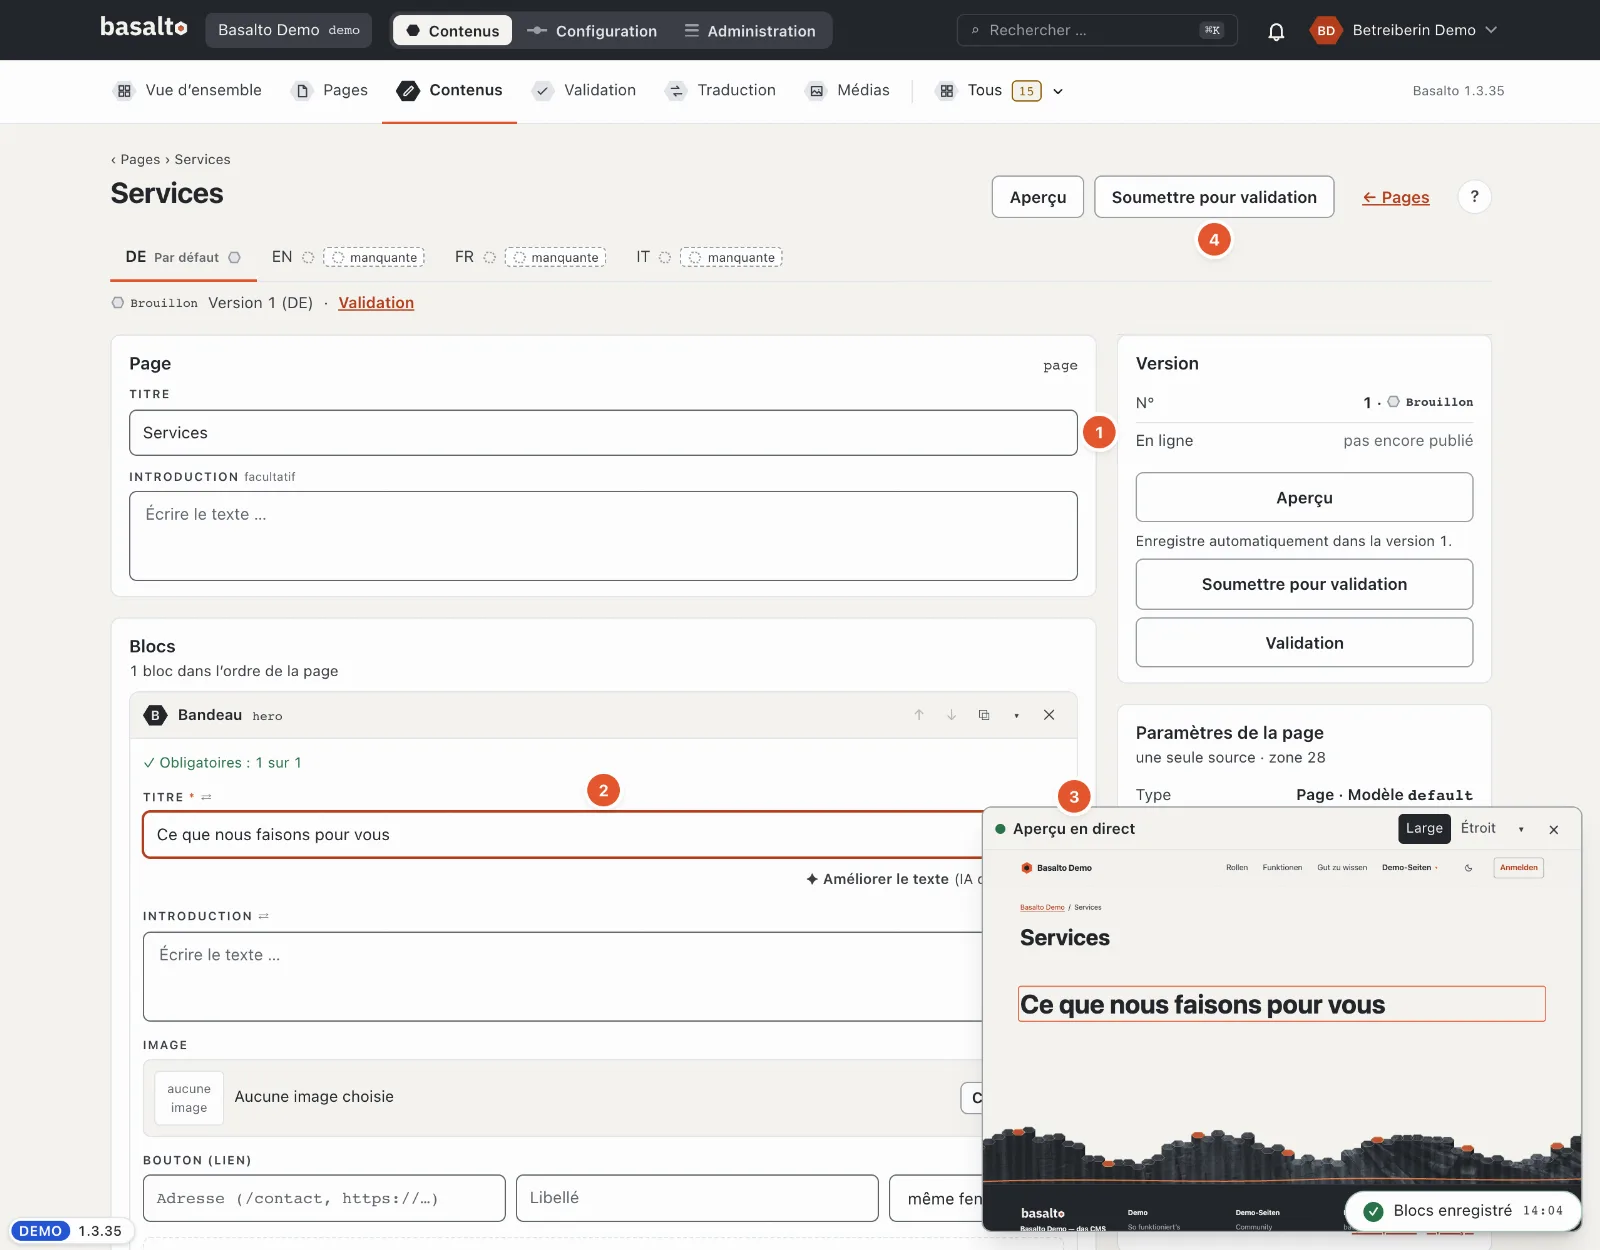 basalto
Basalto Demo demo
Contenus
Configuration
Administration
Rechercher ...
⌘K
BD
Betreiberin Demo
Vue d'ensemble
Pages
Contenus
Validation
Traduction
Médias
Tous 15
Basalto 1.3.35
‹ Pages › Services
Services
Aperçu
Soumettre pour validation
← Pages
?
4
DE Par défaut
EN manquante
FR manquante
IT manquante
Brouillon Version 1 (DE) · Validation
Page
page
TITRE
Services
1
INTRODUCTION facultatif
Écrire le texte ...
Version
N°
1 · Brouillon
En ligne
pas encore publié
Aperçu
Enregistre automatiquement dans la version 1.
Soumettre pour validation
Validation
Blocs
1 bloc dans l'ordre de la page
B Bandeau hero
✓ Obligatoires : 1 sur 1
TITRE * ⇌
2
Ce que nous faisons pour vous
✦ Améliorer le texte (IA
INTRODUCTION ⇌
Écrire le texte ...
IMAGE
aucune
image
Aucune image choisie
C
BOUTON (LIEN)
Adresse (/contact, https://…)
Libellé
même fen
Paramètres de la page
une seule source · zone 28
Type
Page · Modèle default
3
Aperçu en direct
Large
Étroit
Basalto Demo
Rollen
Funktionen
Gut zu wissen
Demo-Seiten
Anmelden
Basalto Demo / Services
Services
Ce que nous faisons pour vous
basalto
Basalto Demo — das CMS
Demo
So funktioniert's
Demo-Seiten
Community
Blocs enregistré 14:04
DEMO 1.3.35